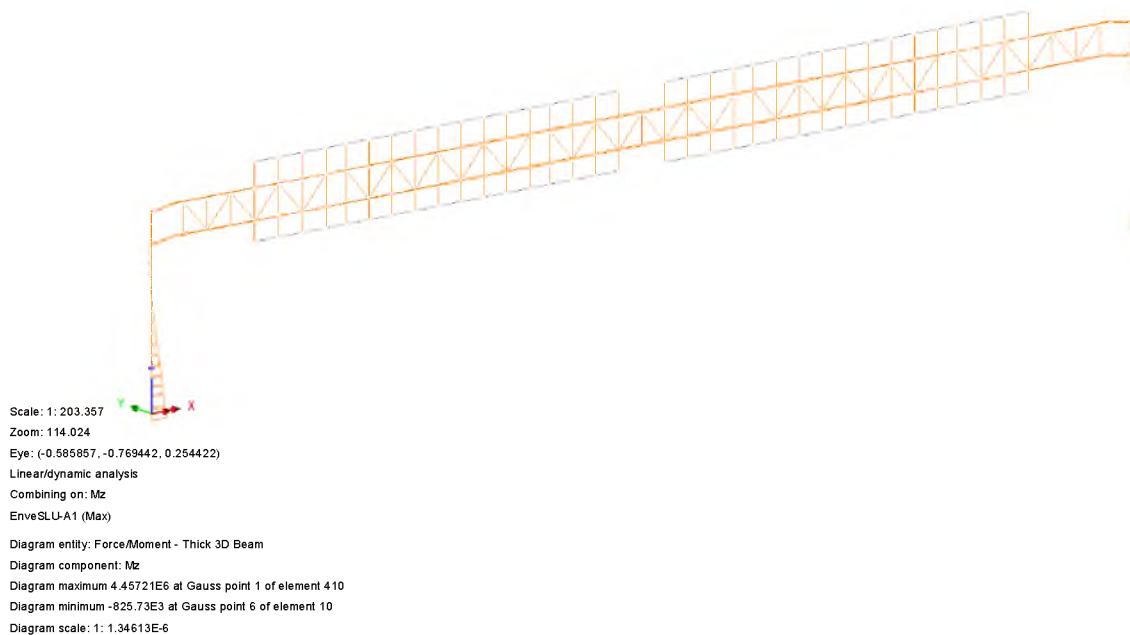 Y
X
Scale: 1: 203.357
Zoom: 114.024
Eye: (-0.585857, -0.769442, 0.254422)
Linear/dynamic analysis
Combining on: Mz
EnveSLU-A1 (Max)
Diagram entity: Force/Moment - Thick 3D Beam
Diagram component: Mz
Diagram maximum 4.45721E6 at Gauss point 1 of element 410
Diagram minimum -825.73E3 at Gauss point 6 of element 10
Diagram scale: 1: 1.34613E-6